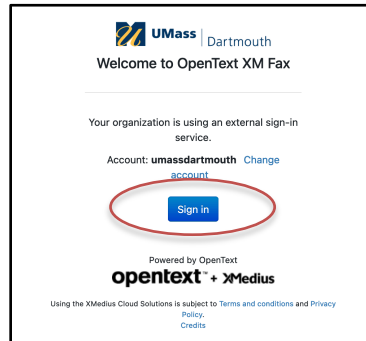 UMass | Dartmouth
Welcome to OpenText XM Fax
Your organization is using an external sign-in
service.
Account: umassdartmouth Change
account
Sign in
Powered by OpenText
opentext™ + XMedius
Using the XMedius Cloud Solutions is subject to Terms and conditions and Privacy
Policy.
Credits